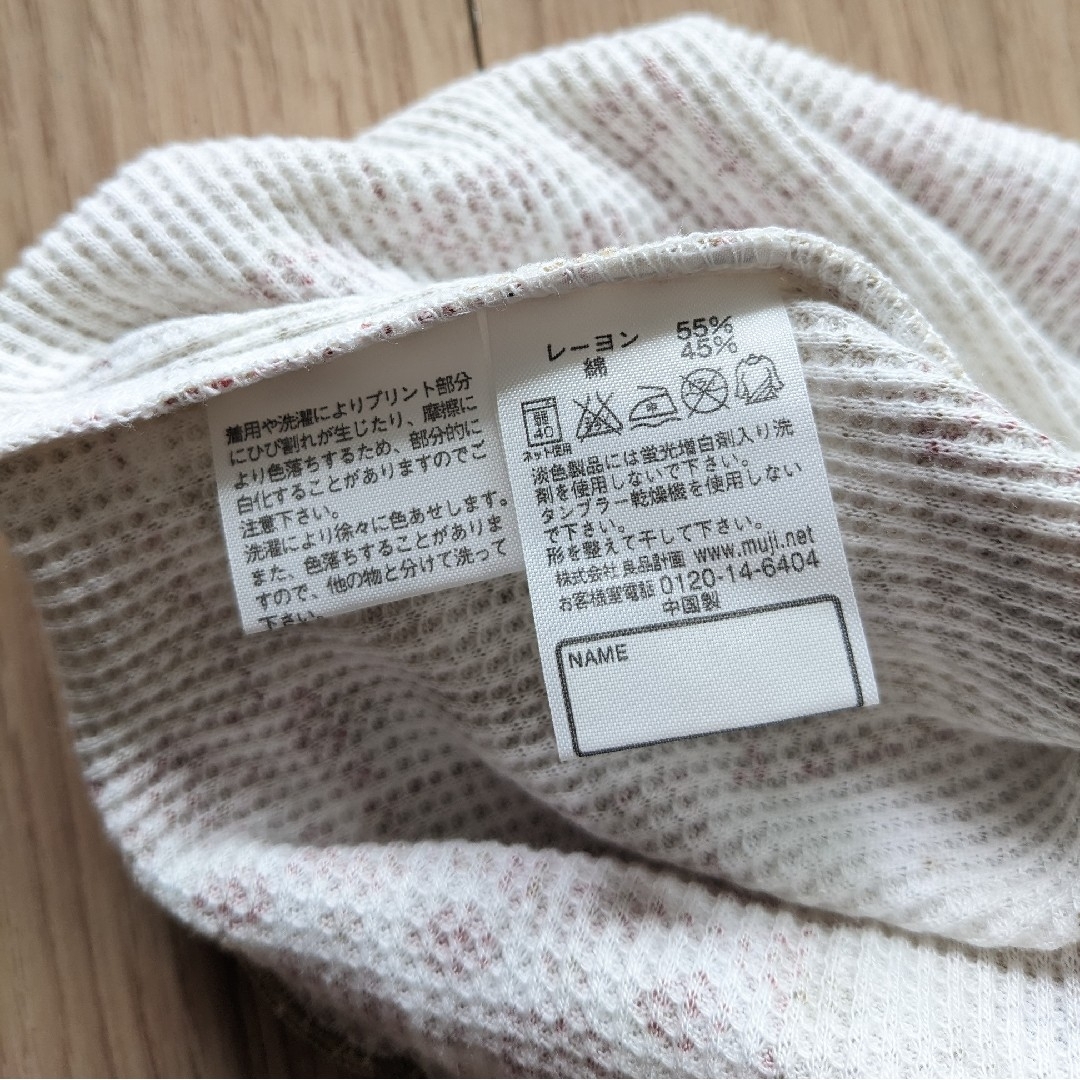 着用や洗濯によりプリント部分
にひび割れが生じたり、摩擦に
より色落ちするため、部分的に
白化することがありますのでご
注意下さい。
洗濯により徐々に色あせします。
また、色落ちすることがありま
すので、他の物と分けて洗って
下さい。
レーヨン 55%
綿 45%
弱
40
ネット使用
中
淡色製品には蛍光増白剤入り洗
剤を使用しないで下さい。
タンブラー乾燥機を使用しない
で下さい。
形を整えて干して下さい。
株式会社 良品計画 www.muji.net
お客様室電話 0120-14-6404
中国製
NAME